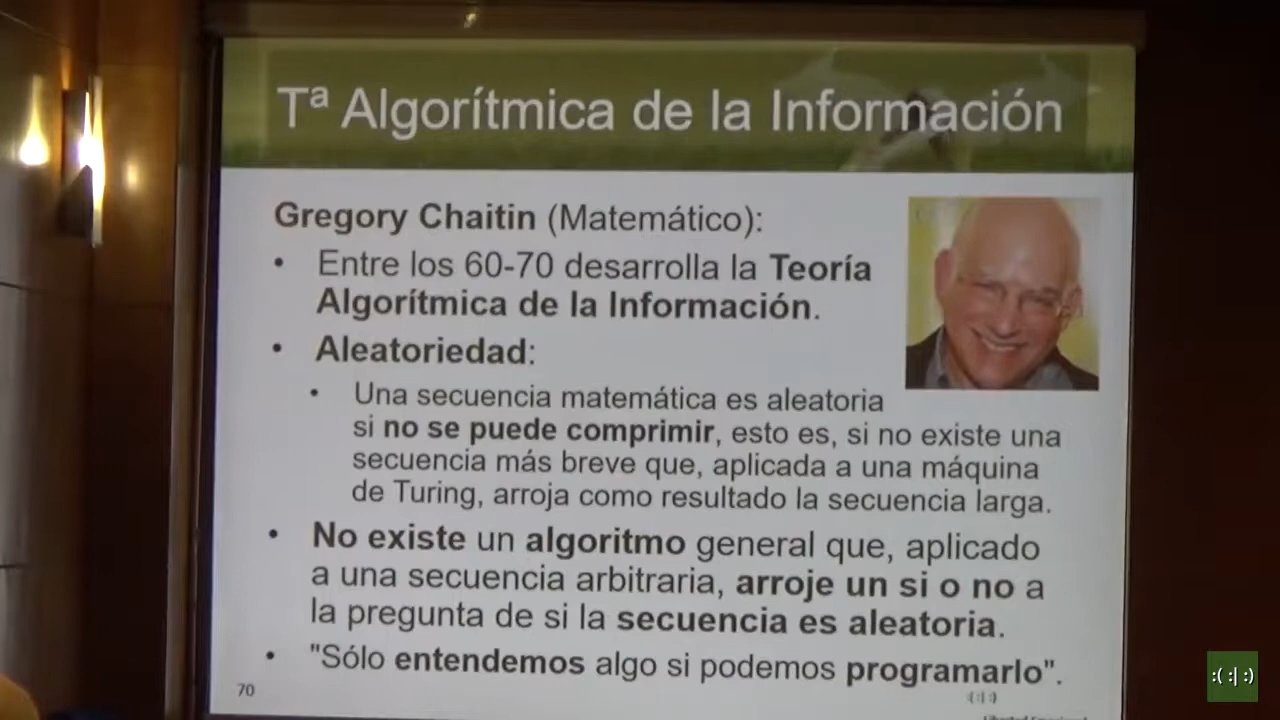 Tª Algorítmica de la Información
Gregory Chaitin (Matemático):
• Entre los 60-70 desarrolla la Teoría
Algorítmica de la Información.
• Aleatoriedad:
• Una secuencia matemática es aleatoria
si no se puede comprimir, esto es, si no existe una
secuencia más breve que, aplicada a una máquina
de Turing, arroja como resultado la secuencia larga.
• No existe un algoritmo general que, aplicado
a una secuencia arbitraria, arroje un si o no a
la pregunta de si la secuencia es aleatoria.
• "Sólo entendemos algo si podemos programarlo".
70
:( :| :)